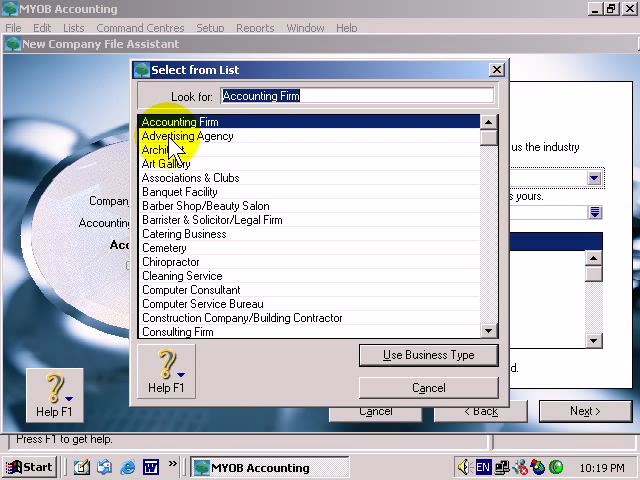 MYOB Accounting
File Edit Lists Command Centres Setup Reports Window Help
New Company File Assistant
Select from List
Look for: Accounting Firm
Accounting Firm
Advertising Agency
Architect
Art Gallery
Associations & Clubs
Banquet Facility
Barber Shop/Beauty Salon
Barrister & Solicitor/Legal Firm
Catering Business
Cemetery
Chiropractor
Cleaning Service
Computer Consultant
Computer Service Bureau
Construction Company/Building Contractor
Consulting Firm
Use Business Type
Cancel
Help F1
us the industry
s yours.
d.
Compan
Accounting
Acc
Help F1
Cancel
< Back
Next >
Press F1 to get help.
Start
W
»
MYOB Accounting
EN
10:19 PM